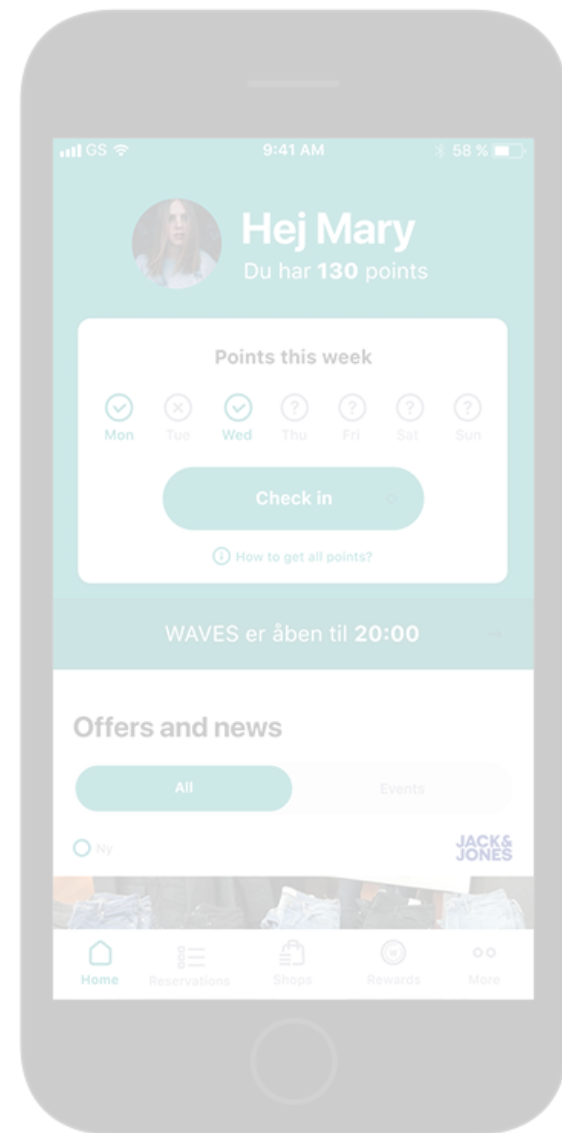 GS 9:41 AM 58 %
Hej Mary
Du har 130 points
Points this week
Mon Tue Wed Thu Fri Sat Sun
Check in
How to get all points?
WAVES er åben til 20:00
Offers and news
All Events
Ny
JACK&
JONES
Home Reservations Shops Rewards More